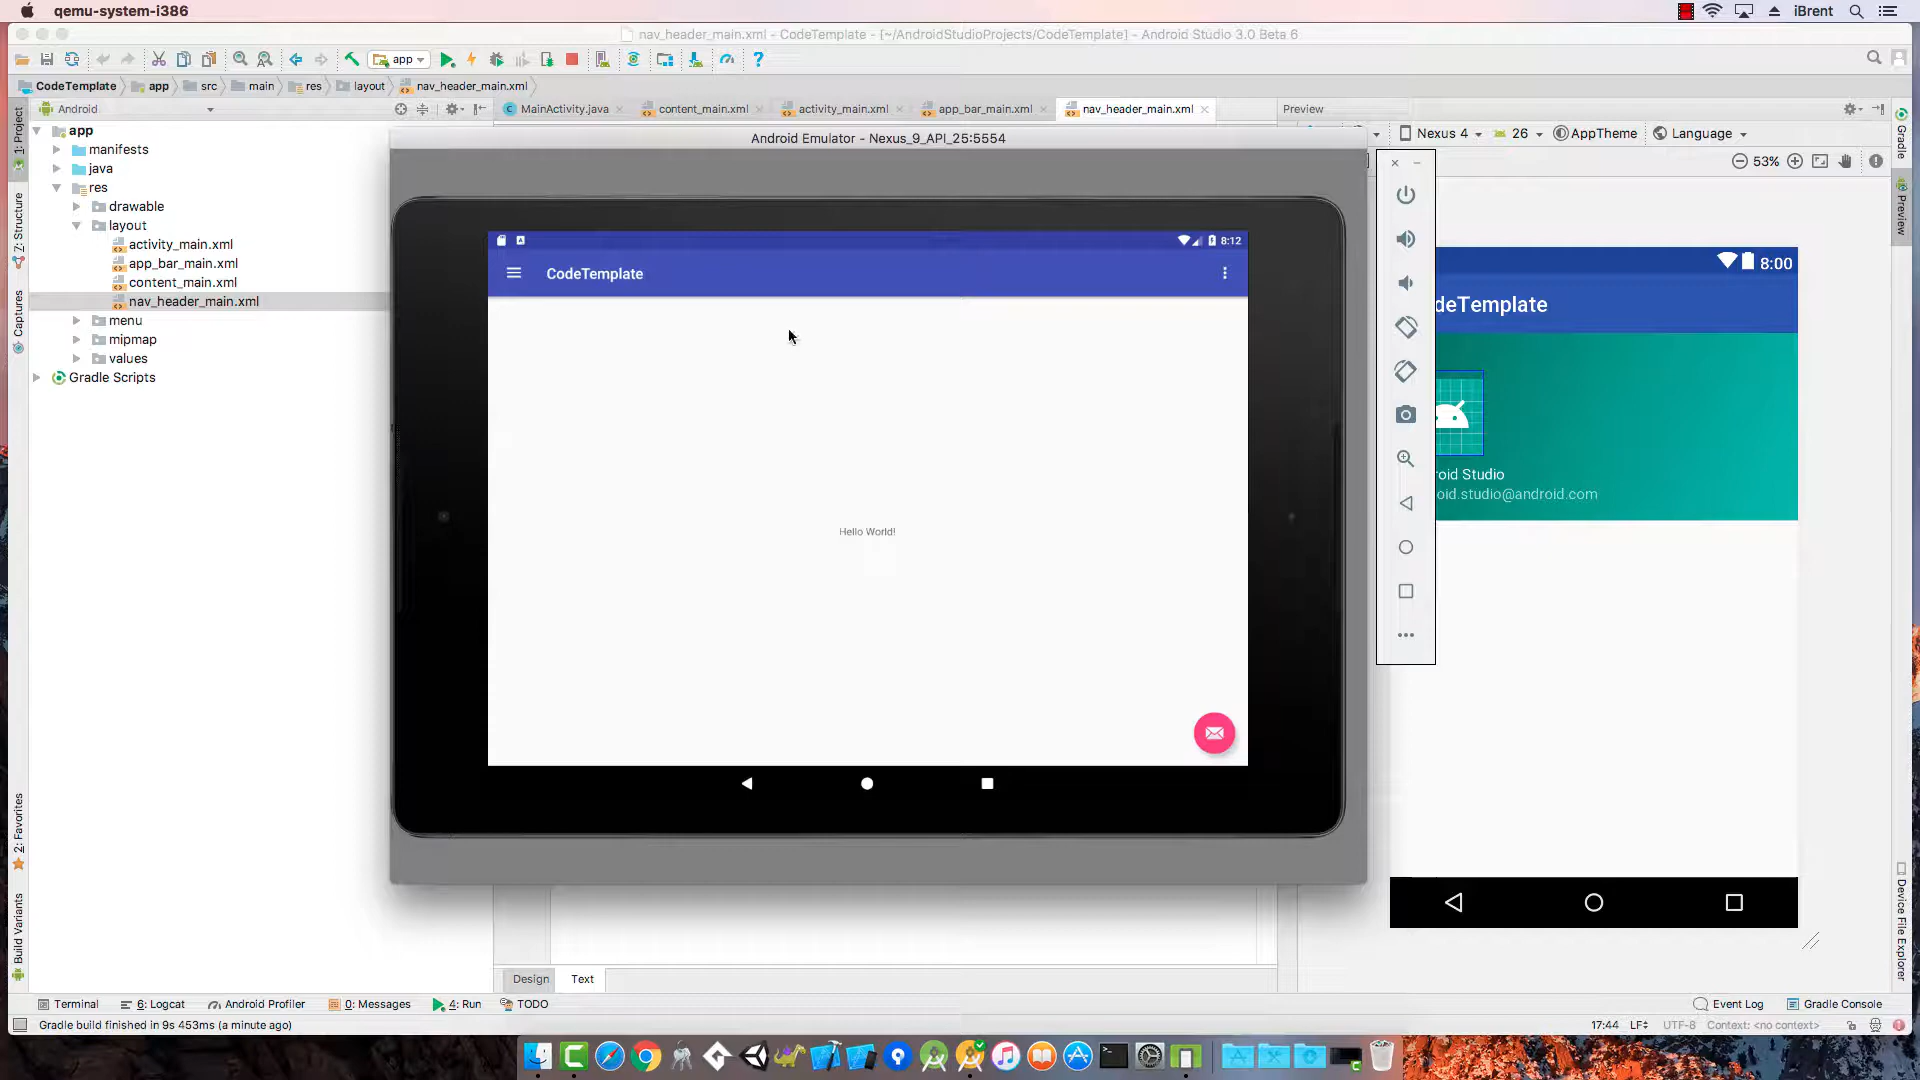 qemu-system-i386
iBrent
nav_header_main.xml - CodeTemplate - [~/AndroidStudioProjects/CodeTemplate] - Android Studio 3.0 Beta 6
app
CodeTemplate
app
src
main
res
layout
nav_header_main.xml
Android
MainActivity.java
content_main.xml
activity_main.xml
app_bar_main.xml
nav_header_main.xml
Preview
1: Project
7: Structure
Captures
2: Favorites
Build Variants
app
manifests
java
res
drawable
layout
activity_main.xml
app_bar_main.xml
content_main.xml
nav_header_main.xml
menu
mipmap
values
Gradle Scripts
Android Emulator - Nexus_9_API_25:5554
8:12
CodeTemplate
Hello World!
Nexus 4
26
AppTheme
Language
53%
8:00
deTemplate
roid Studio
oid.studio@android.com
Gradle
Preview
Device File Explorer
Design
Text
Terminal
6: Logcat
Android Profiler
0: Messages
4: Run
TODO
Event Log
Gradle Console
Gradle build finished in 9s 453ms (a minute ago)
17:44
LF
UTF-8
Context: <no context>